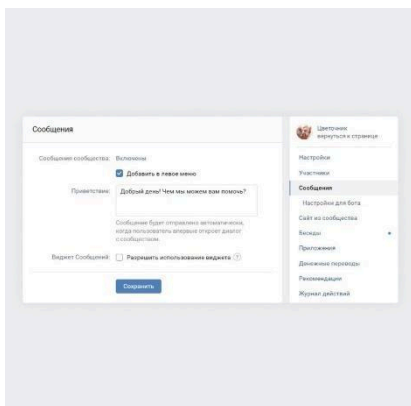 Сообщения
Сообщения сообщества: Включены
Добавить в левое меню
Приветствие: Добрый день! Чем мы можем вам помочь?
Сообщение будет отправлено автоматически,
когда пользователь впервые откроет диалог
с сообществом.
Виджет Сообщений: Разрешить использование виджета ?
Сохранить
Цветочник
вернуться к странице
Настройки
Участники
Сообщения
Настройки для бота
Сайт из сообщества
Беседы
Приложения
Денежные переводы
Рекомендации
Журнал действий